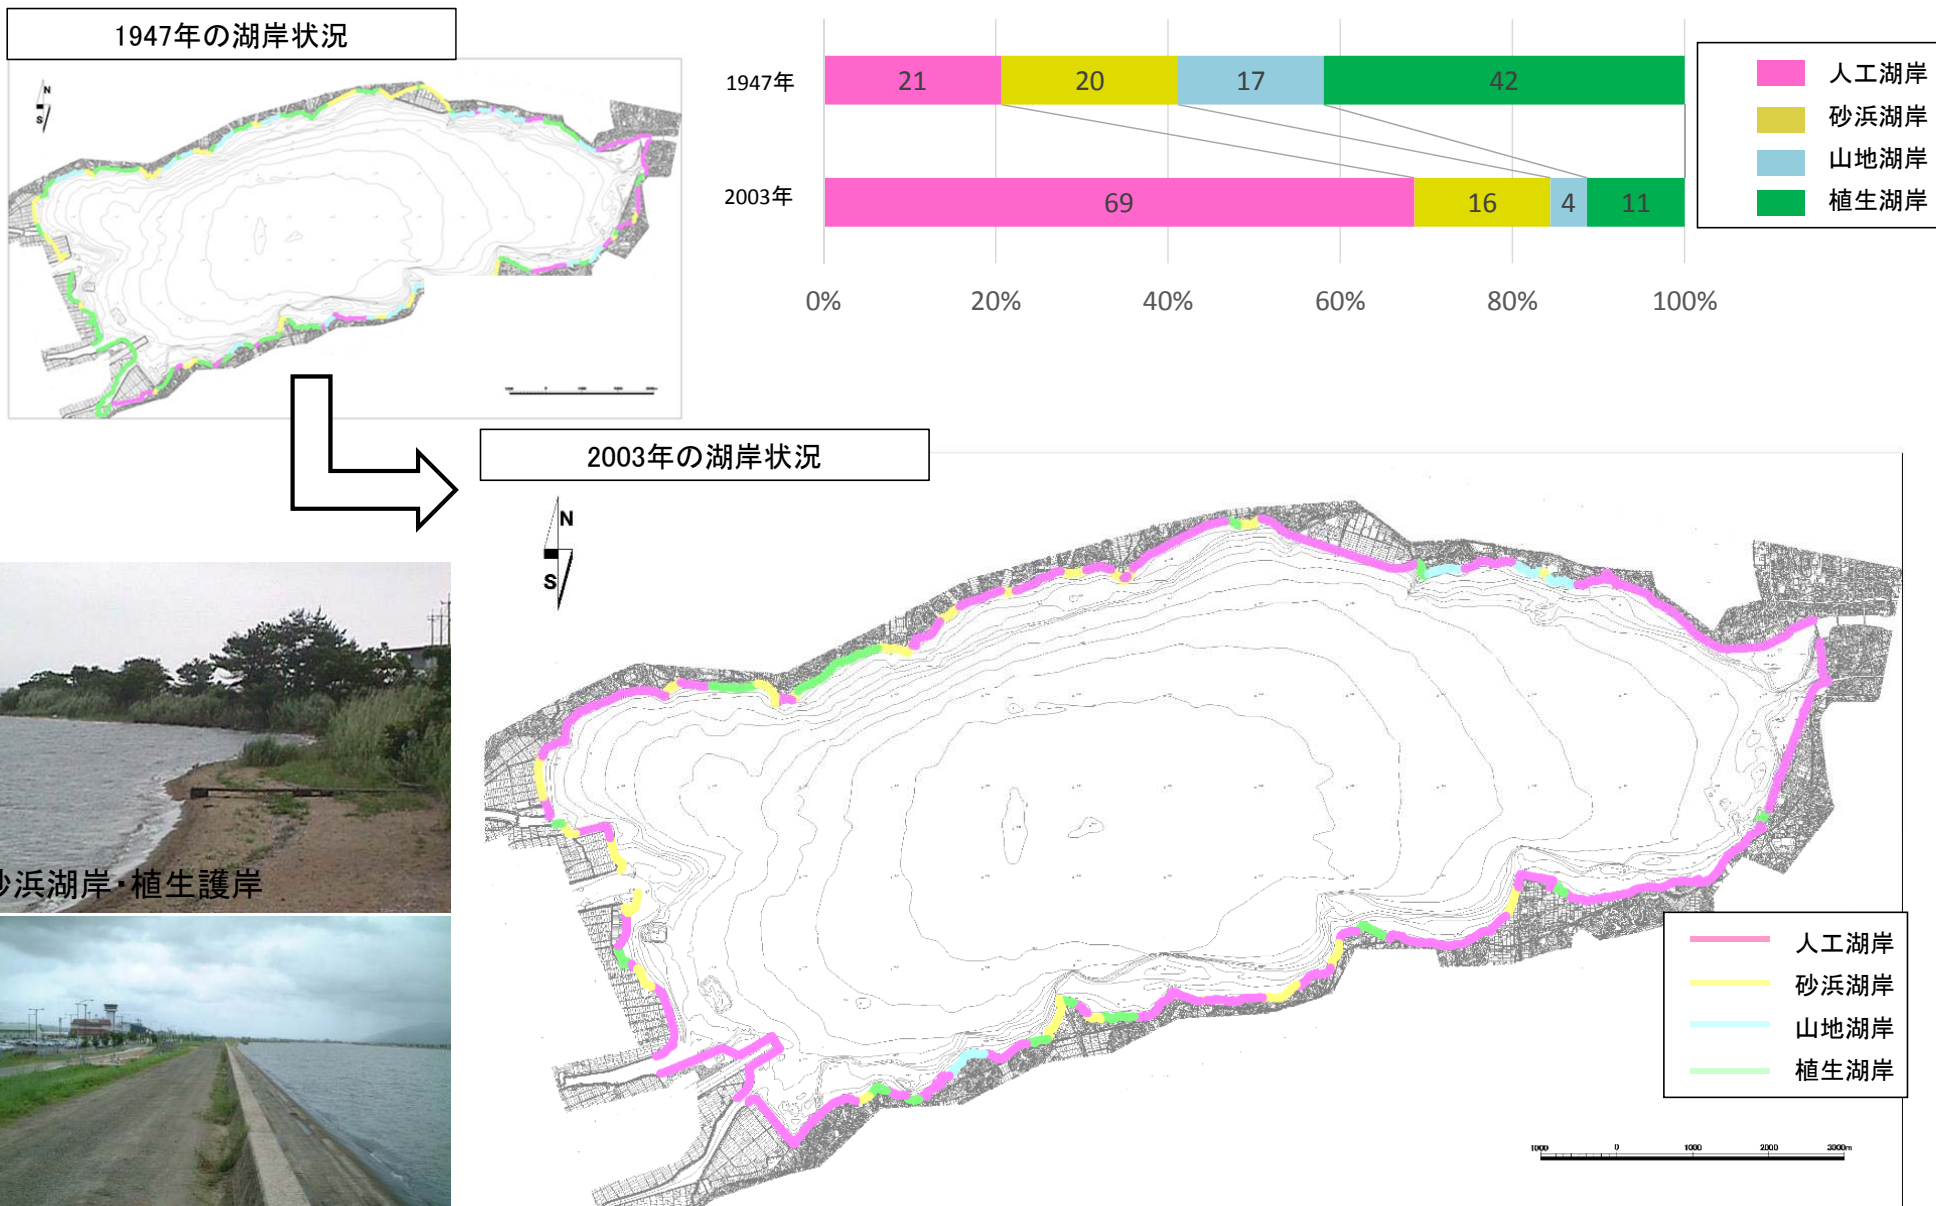 1947年の湖岸状況
N
S
1947年
21
20
17
42
2003年
69
16
4
11
0%
20%
40%
60%
80%
100%
人工湖岸
砂浜湖岸
山地湖岸
植生湖岸
2003年の湖岸状況
N
S
砂浜湖岸・植生護岸
人工湖岸
砂浜湖岸
山地湖岸
植生湖岸
1000 0 1000 2000 3000m